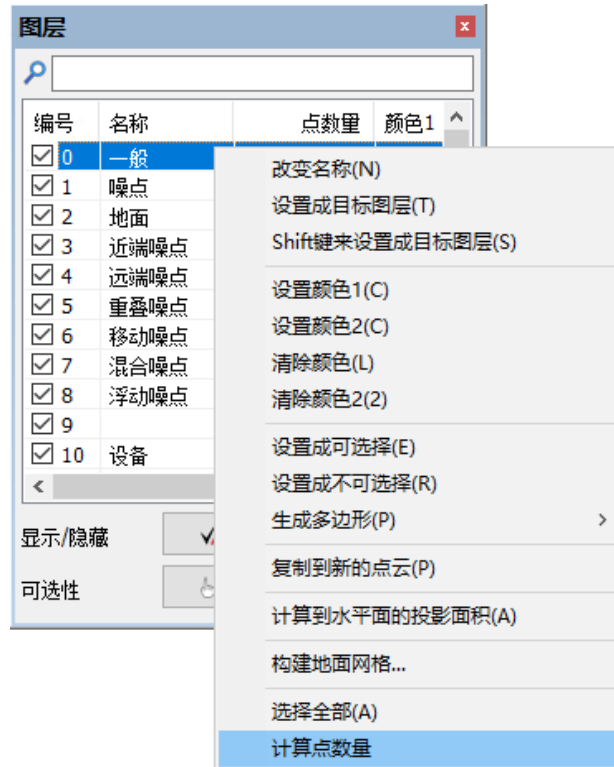 图层
编号 名称 点数量 颜色1
0 一般
1 噪点
2 地面
3 近端噪点
4 远端噪点
5 重叠噪点
6 移动噪点
7 混合噪点
8 浮动噪点
9
10 设备
显示/隐藏
可选性
改变名称(N)
设置成目标图层(T)
Shift键来设置成目标图层(S)
设置颜色1(C)
设置颜色2(C)
清除颜色(L)
清除颜色2(2)
设置成可选择(E)
设置成不可选择(R)
生成多边形(P)
复制到新的点云(P)
计算到水平面的投影面积(A)
构建地面网格...
选择全部(A)
计算点数量